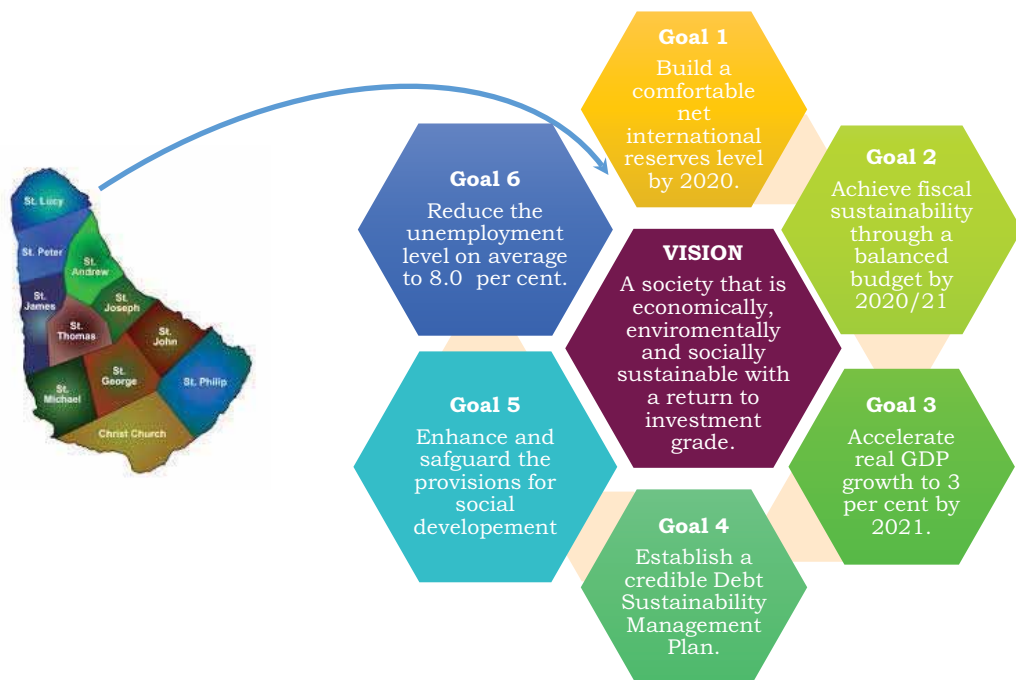 St. Lucy
St. Peter
St.
Andrew
St.
James
St.
Joseph
St.
Thomas
St.
John
St.
Michael
St.
George
St. Philip
Christ Church
Goal 1
Build a
comfortable
net
international
reserves level
by 2020.
Goal 2
Achieve fiscal
sustainability
through a
balanced
budget by
2020/21
Goal 3
Accelerate
real GDP
growth to 3
per cent by
2021.
Goal 4
Establish a
credible Debt
Sustainability
Management
Plan.
Goal 5
Enhance and
safguard the
provisions for
social
developement
Goal 6
Reduce the
unemployment
level on average
to 8.0 per cent.
VISION
A society that is
economically,
enviromentally
and socially
sustainable with
a return to
investment
grade.